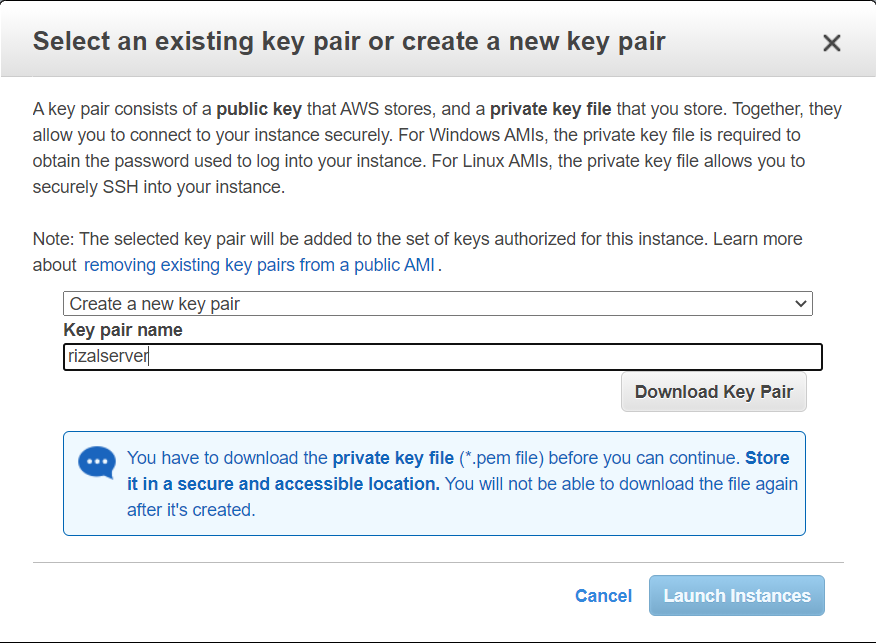 Select an existing key pair or create a new key pair
A key pair consists of a public key that AWS stores, and a private key file that you store. Together, they
allow you to connect to your instance securely. For Windows AMIs, the private key file is required to
obtain the password used to log into your instance. For Linux AMIs, the private key file allows you to
securely SSH into your instance.
Note: The selected key pair will be added to the set of keys authorized for this instance. Learn more
about removing existing key pairs from a public AMI.
Create a new key pair
Key pair name
rizalserver
Download Key Pair
You have to download the private key file (*.pem file) before you can continue. Store
it in a secure and accessible location. You will not be able to download the file again
after it's created.
Cancel Launch Instances